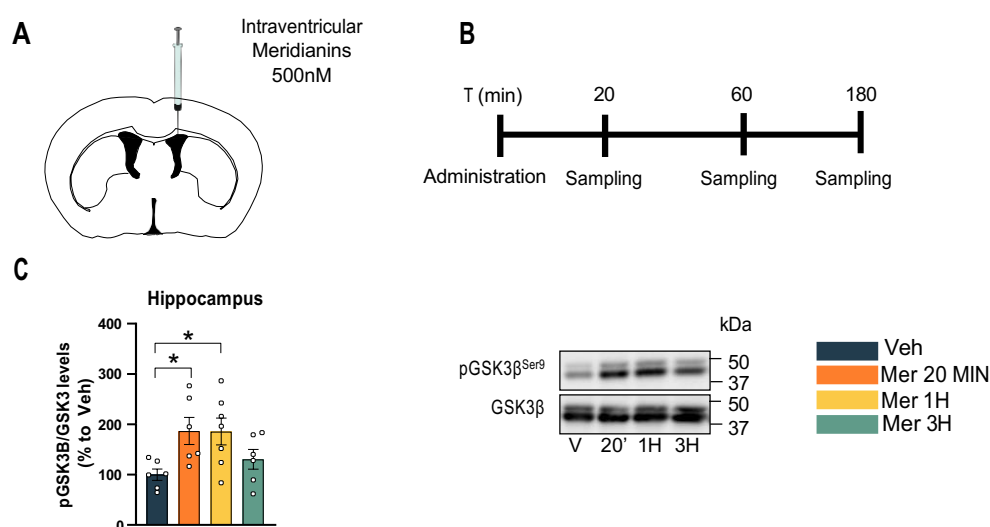 A
Intraventricular
Meridianins
500nM
B
T (min) 20 60 180
Administration Sampling Sampling Sampling
C
Hippocampus
pGSK3B/GSK3 levels
(% to Veh)
400
300
200
100
0
*
*
kDa
pGSK3βSer9
50
37
GSK3β
50
37
V 20' 1H 3H
Veh
Mer 20 MIN
Mer 1H
Mer 3H